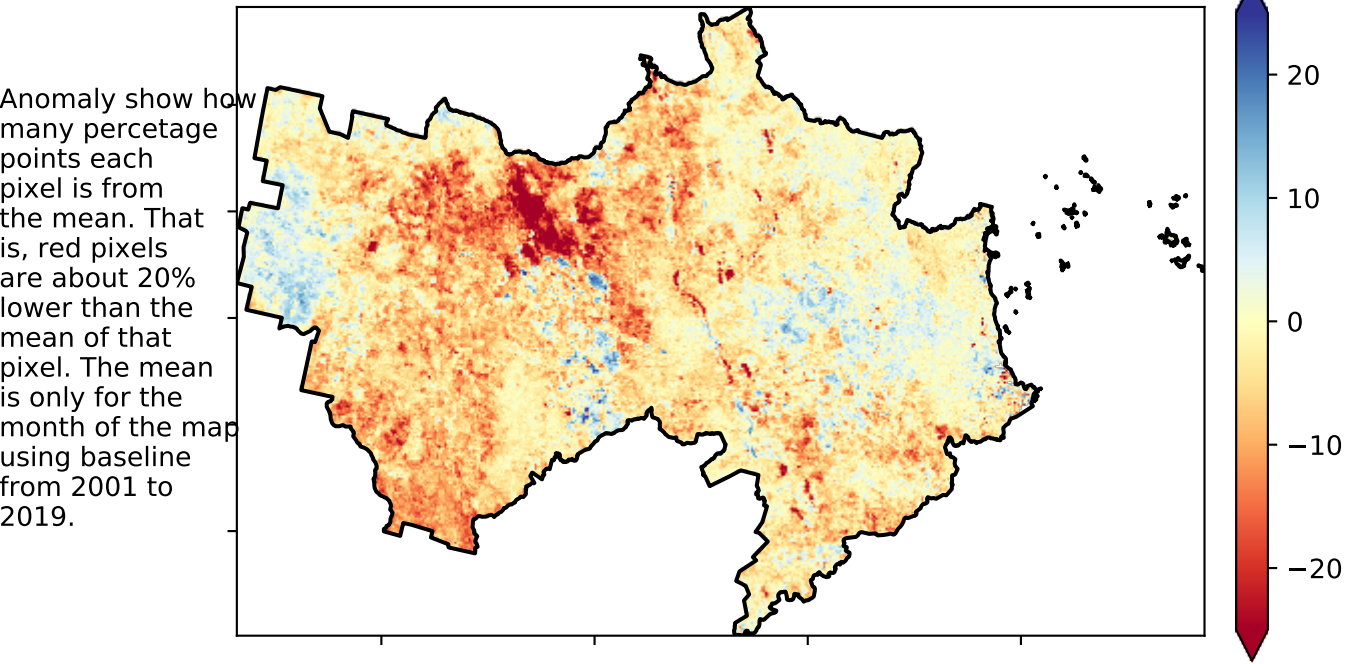 Anomaly show how
many percetage
points each
pixel is from
the mean. That
is, red pixels
are about 20%
lower than the
mean of that
pixel. The mean
is only for the
month of the map
using baseline
from 2001 to
2019.
20
10
0
−10
−20